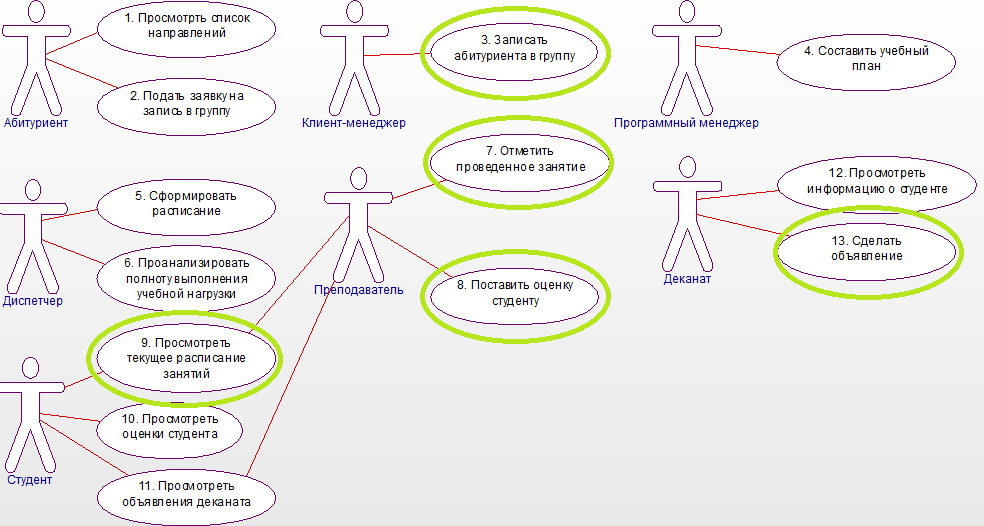 1. Просмотрть список
направлений
2. Подать заявку на
запись в группу
Абитуриент
3. Записать
абитуриента в группу
Клиент-менеджер
4. Составить учебный
план
Программный менеджер
5. Сформировать
расписание
6. Проанализировать
полноту выполнения
учебной нагрузки
Диспетчер
7. Отметить
проведенное занятие
8. Поставить оценку
студенту
Преподаватель
12. Просмотреть
информацию о студенте
13. Сделать
объявление
Деканат
9. Просмотреть
текущее расписание
занятий
10. Просмотреть
оценки студента
11. Просмотреть
объявления деканата
Студент